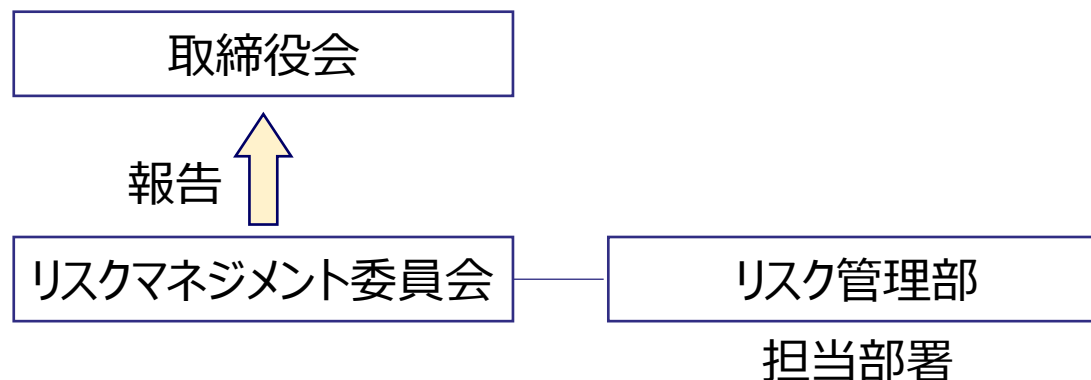 取締役会
報告
リスクマネジメント委員会
リスク管理部
担当部署